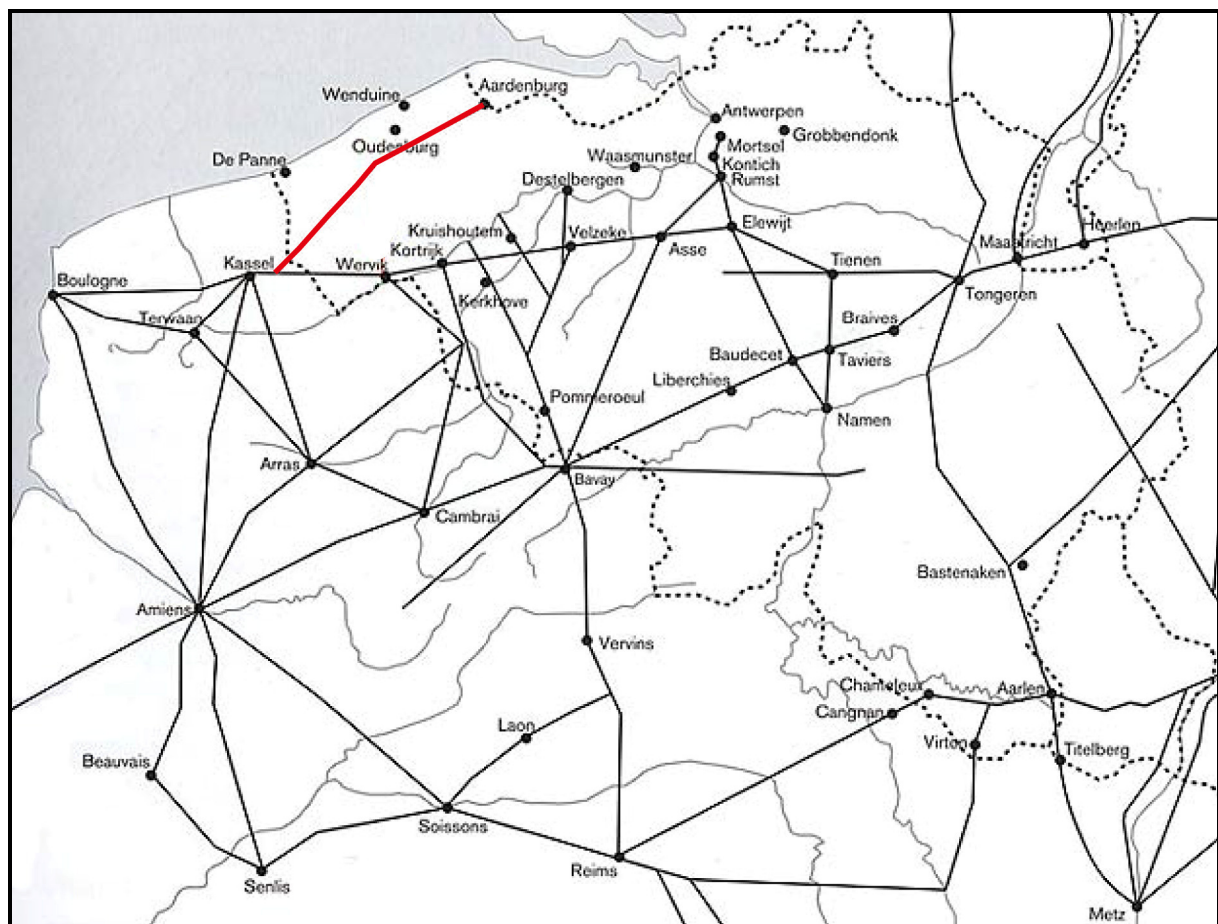 Aardenburg
Wenduine
Antwerpen
Oudenburg
Grobbendonk
Mortsel
De Panne
Waasmunster
Kontich
Destelbergen
Rumst
Kruishoutem
Velzeke
Elewijt
Heerlen
Kassel
Wervik
Kortrijk
Asse
Maastricht
Boulogne
Tienen
Kerkhove
Tongeren
Terwaan
Braives
Baudecet
Taviers
Liberchies
Pommeroeul
Namen
Arras
Bavay
Cambrai
Bastenaken
Amiens
Vervins
Chameleux
Aarlen
Cangnan
Laon
Virton
Titelberg
Beauvais
Soissons
Reims
Senlis
Metz